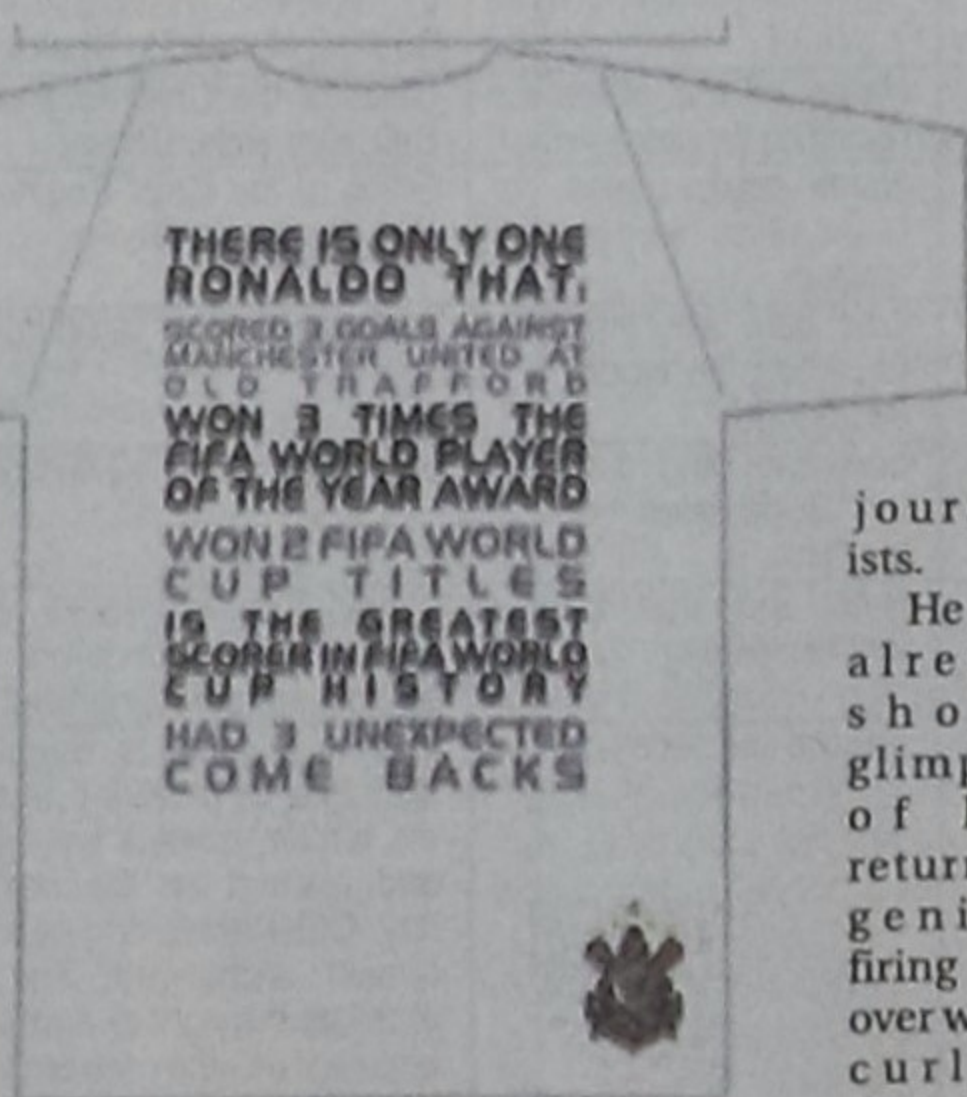 THERE IS ONLY ONE
RONALDO THAT:
SCORED 3 GOALS AGAINST
MANCHESTER UNITED AT
OLD TRAFFORD
WON 3 TIMES THE
FIFA WORLD PLAYER
OF THE YEAR AWARD
WON 2 FIFA WORLD
CUP TITLES
IS THE GREATEST
SCORER IN FIFA WORLD
CUP HISTORY
HAD 3 UNEXPECTED
COME BACKS
jour
ists.
He
alre
sho
glimp
of
retur
geni
firing
over w
curl